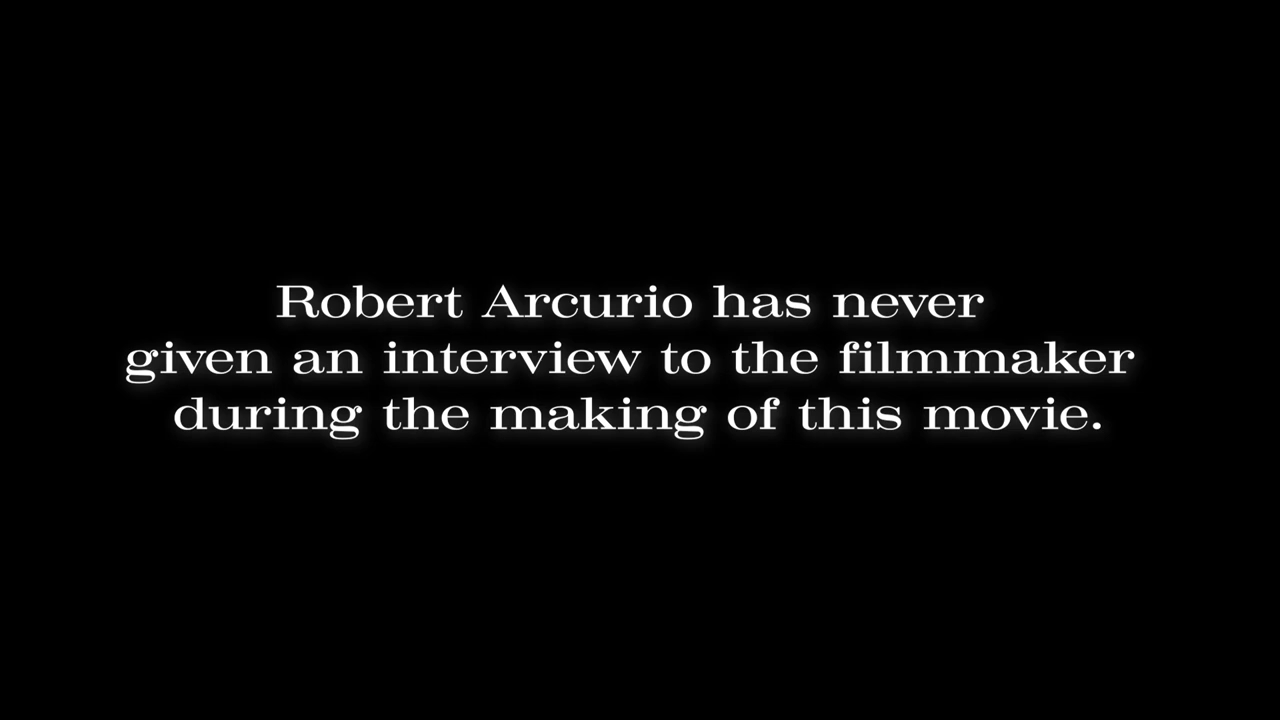 Robert Arcurio has never
given an interview to the filmmaker
during the making of this movie.